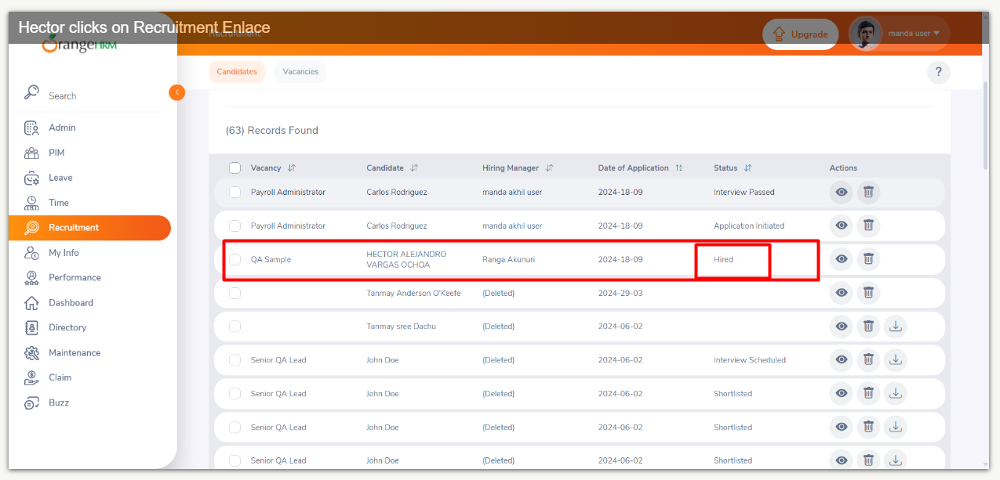 Hector clicks on Recruitment Enlace
Recruitment
Upgrade
manda user
OrangeHRM
Candidates
Vacancies
?
Search
Admin
PIM
Leave
Time
Recruitment
My Info
Performance
Dashboard
Directory
Maintenance
Claim
Buzz
(63) Records Found
Vacancy Candidate Hiring Manager Date of Application Status Actions
Payroll Administrator Carlos Rodriguez manda akhil user 2024-18-09 Interview Passed
Payroll Administrator Carlos Rodriguez manda akhil user 2024-18-09 Application Initiated
QA Sample HECTOR ALEJANDRO VARGAS OCHOA Ranga Akunuri 2024-18-09 Hired
Tanmay Anderson O'Keefe (Deleted) 2024-29-03
Tanmay sree Dachu (Deleted) 2024-06-02
Senior QA Lead John Doe (Deleted) 2024-06-02 Interview Scheduled
Senior QA Lead John Doe (Deleted) 2024-06-02 Shortlisted
Senior QA Lead John Doe (Deleted) 2024-06-02 Shortlisted
Senior QA Lead John Doe (Deleted) 2024-06-02 Shortlisted